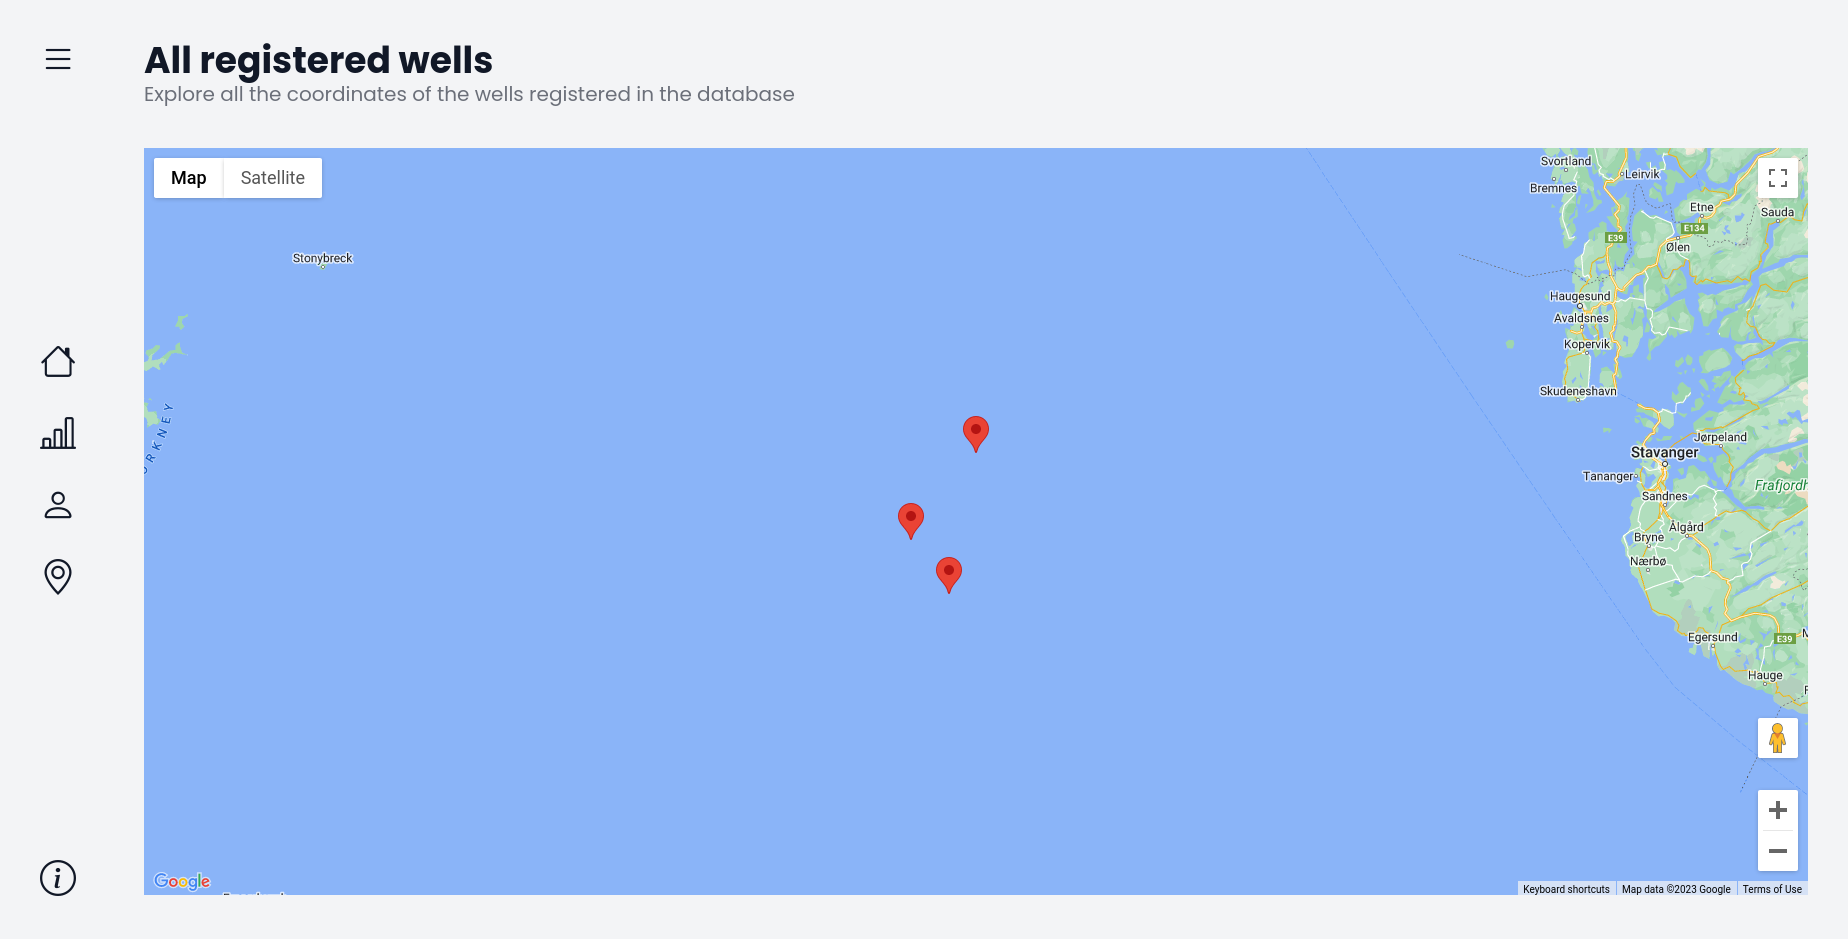 All registered wells
Explore all the coordinates of the wells registered in the database
Map
Satellite
Svortland
Leirvik
Bremnes
Etne
Sauda
E134
E39
Ølen
Stonybreck
Haugesund
Avaldsnes
Kopervik
Skudeneshavn
Jørpeland
Stavanger
Tananger
Frafjordh
Sandnes
Ålgård
Bryne
Nærbø
Egersund
E39
Hauge
RKNEY
i
Google
Keyboard shortcuts
Map data ©2023 Google
Terms of Use